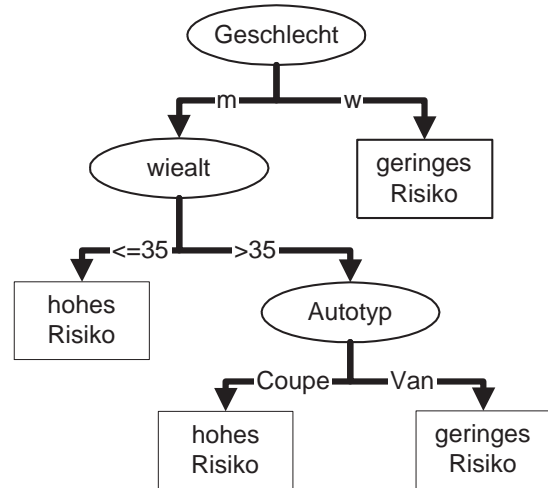 Geschlecht
m w
wiealt
geringes
Risiko
<=35 >35
hohes
Risiko
Autotyp
Coupe Van
hohes
Risiko
geringes
Risiko